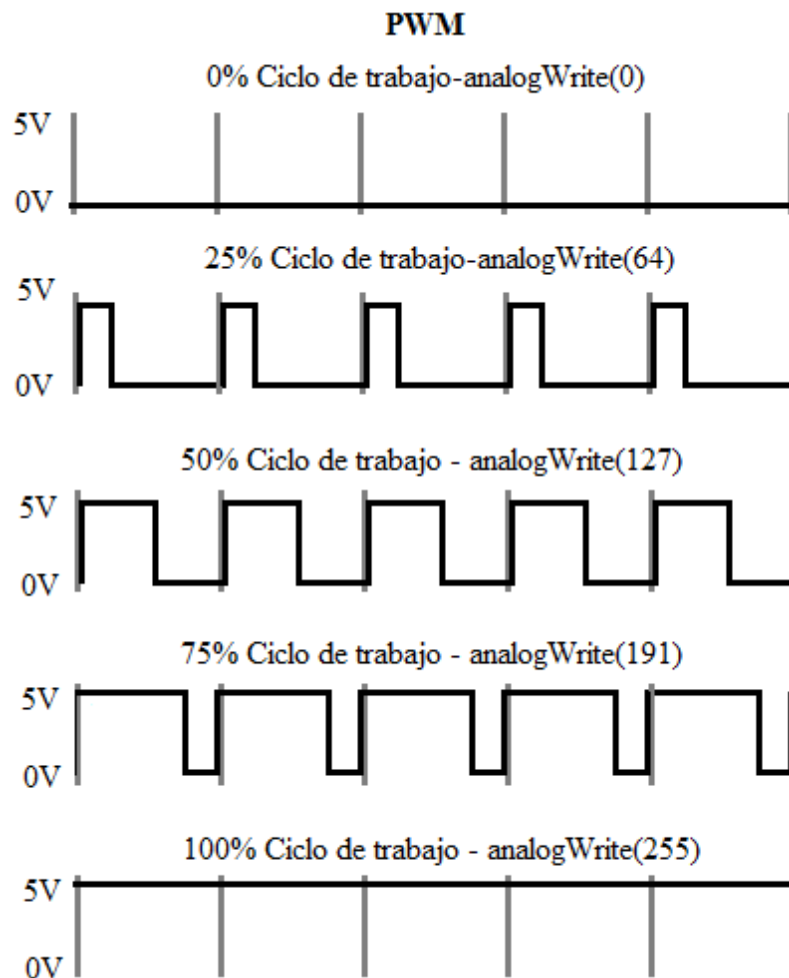 PWM
0% Ciclo de trabajo-analogWrite(0)
5V
0V
25% Ciclo de trabajo-analogWrite(64)
5V
0V
50% Ciclo de trabajo - analogWrite(127)
5V
0V
75% Ciclo de trabajo - analogWrite(191)
5V
0V
100% Ciclo de trabajo - analogWrite(255)
5V
0V